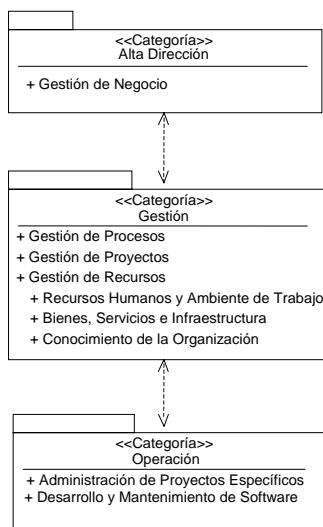 <<Categoría>>
Alta Dirección
+ Gestión de Negocio
<<Categoría>>
Gestión
+ Gestión de Procesos
+ Gestión de Proyectos
+ Gestión de Recursos
+ Recursos Humanos y Ambiente de Trabajo
+ Bienes, Servicios e Infraestructura
+ Conocimiento de la Organización
<<Categoría>>
Operación
+ Administración de Proyectos Específicos
+ Desarrollo y Mantenimiento de Software